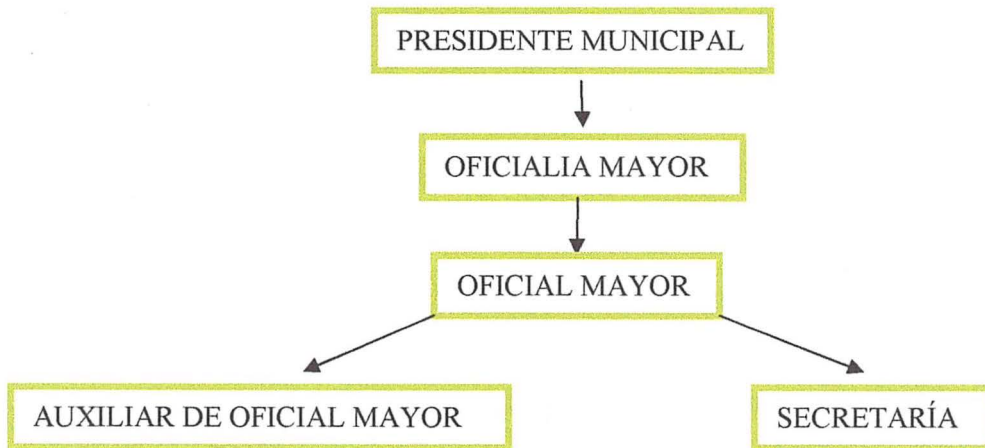 PRESIDENTE MUNICIPAL
OFICIALIA MAYOR
OFICIAL MAYOR
AUXILIAR DE OFICIAL MAYOR
SECRETARÍA